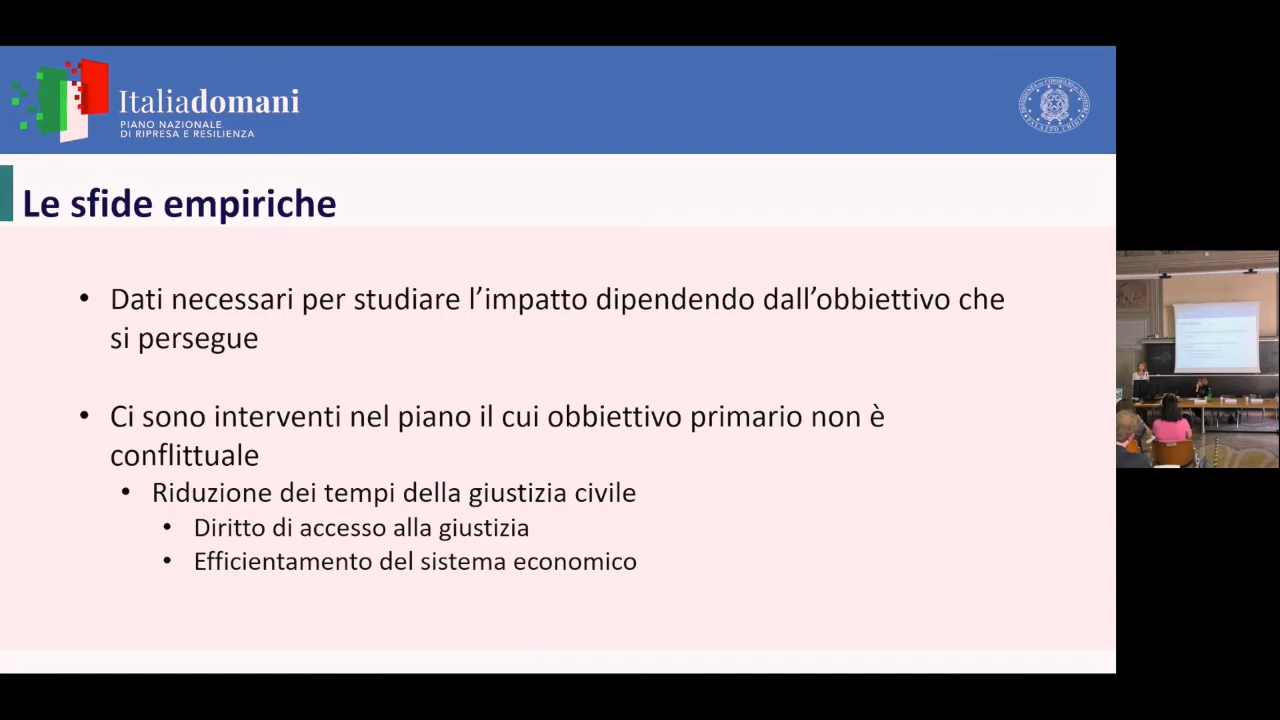 Italiadomani
PIANO NAZIONALE
DI RIPRESA E RESILIENZA
PALAZZO CHIGI
Le sfide empiriche
• Dati necessari per studiare l’impatto dipendendo dall’obbiettivo che
si persegue
• Ci sono interventi nel piano il cui obbiettivo primario non è
conflittuale
• Riduzione dei tempi della giustizia civile
• Diritto di accesso alla giustizia
• Efficientamento del sistema economico